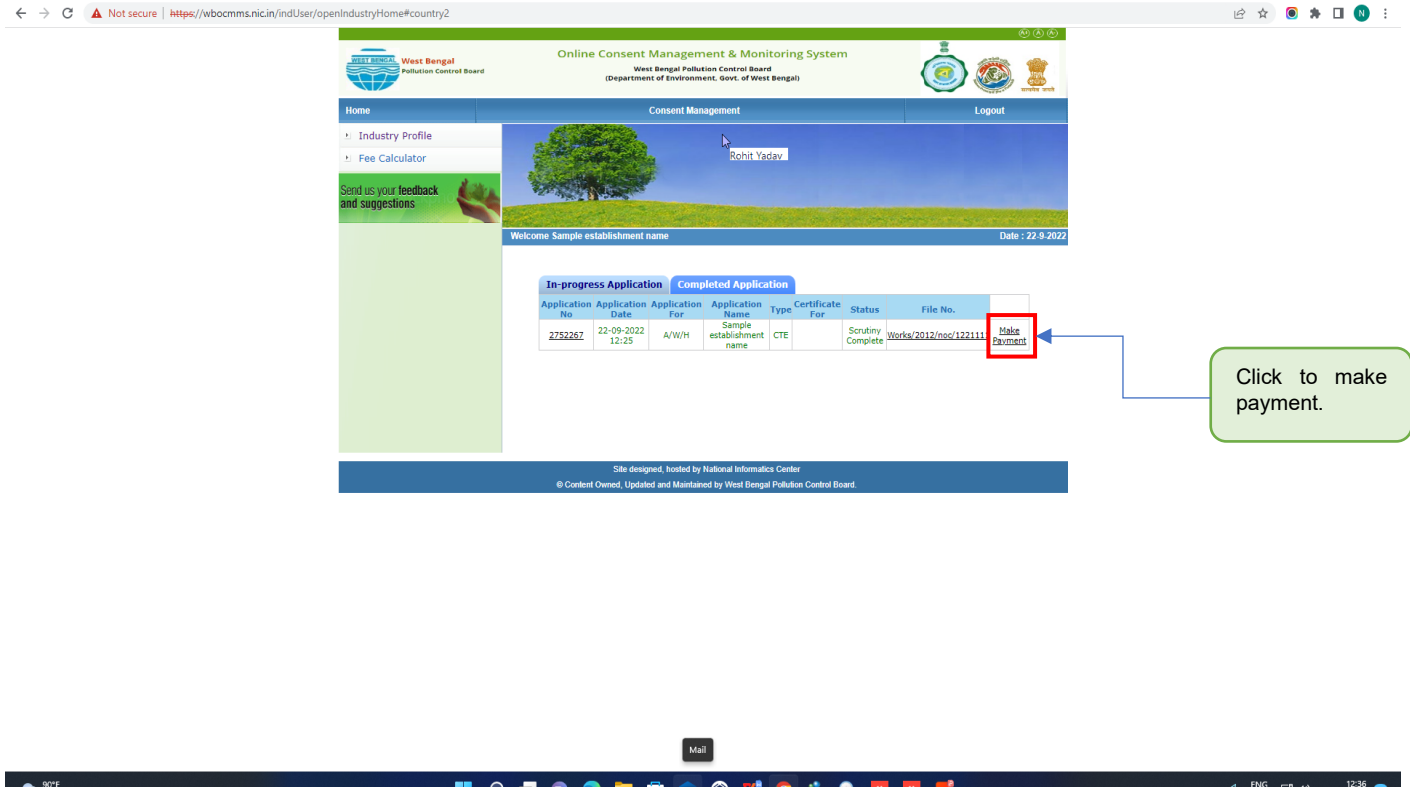 Not secure | https://wbocmms.nic.in/indUser/openIndustryHome#country2
N
A+ A A-
WEST BENGAL
West Bengal
Pollution Control Board
Online Consent Management & Monitoring System
West Bengal Pollution Control Board
(Department of Environment. Govt. of West Bengal)
सत्यमेव जयते
Home Consent Management Logout
Industry Profile
Fee Calculator
Send us your feedback
and suggestions
Rohit Yadav
Welcome Sample establishment name Date : 22-9-2022
In-progress Application Completed Application
Application No Application Date Application For Application Name Type Certificate For Status File No.
2752267 22-09-2022 12:25 A/W/H Sample establishment name CTE Scrutiny Complete Works/2012/noc/122111 Make Payment
Click to make
payment.
Site designed, hosted by National Informatics Center
© Content Owned, Updated and Maintained by West Bengal Pollution Control Board.
Mail
90°F
ENG
12:36